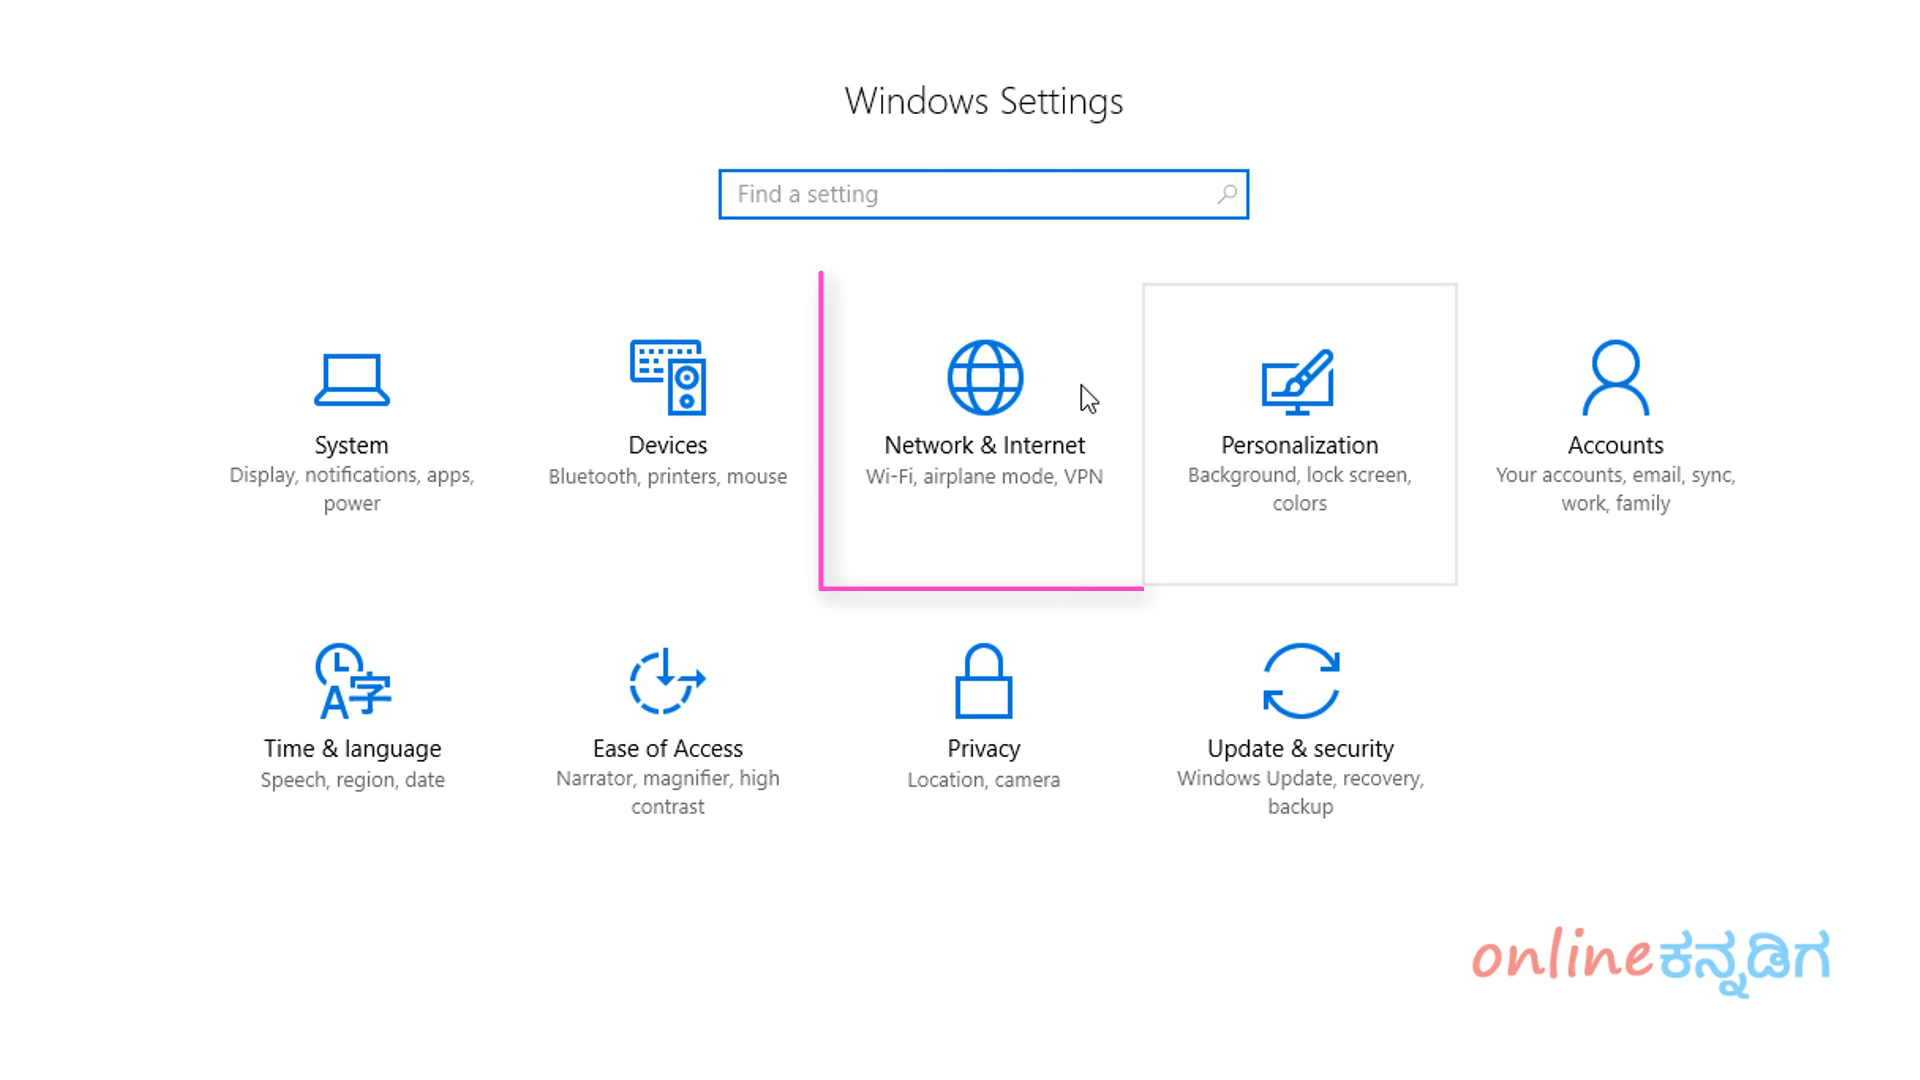 Windows Settings
Find a setting
System
Display, notifications, apps,
power
Devices
Bluetooth, printers, mouse
Network & Internet
Wi-Fi, airplane mode, VPN
Personalization
Background, lock screen,
colors
Accounts
Your accounts, email, sync,
work, family
Time & language
Speech, region, date
Ease of Access
Narrator, magnifier, high
contrast
Privacy
Location, camera
Update & security
Windows Update, recovery,
backup
onlineಕನ್ನಡಿಗ